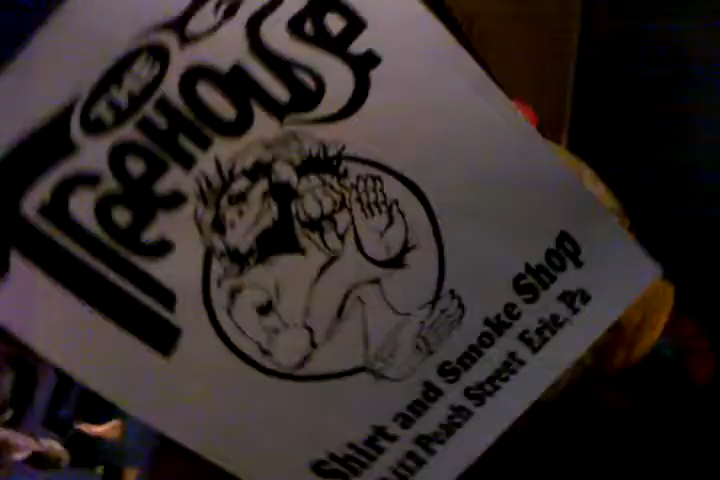 THE
TREEHOUSE
Shirt and Smoke Shop
Peach Street Erie, Pa